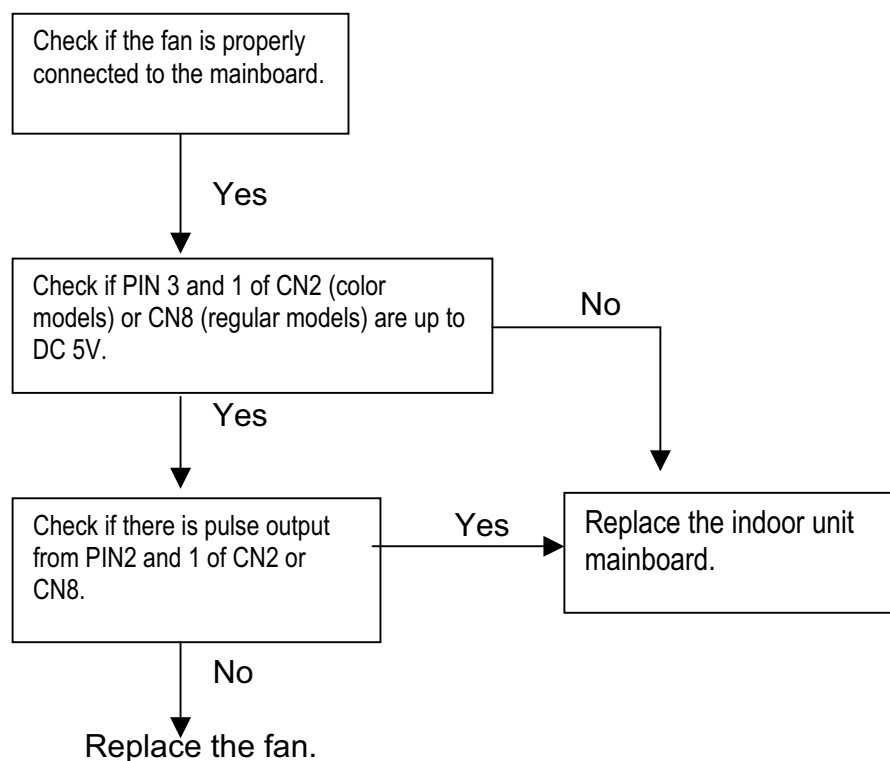 Check if the fan is properly
connected to the mainboard.
Yes
Check if PIN 3 and 1 of CN2 (color
models) or CN8 (regular models) are up to
DC 5V.
No
Yes
Check if there is pulse output
from PIN2 and 1 of CN2 or
CN8.
Yes
Replace the indoor unit
mainboard.
No
Replace the fan.